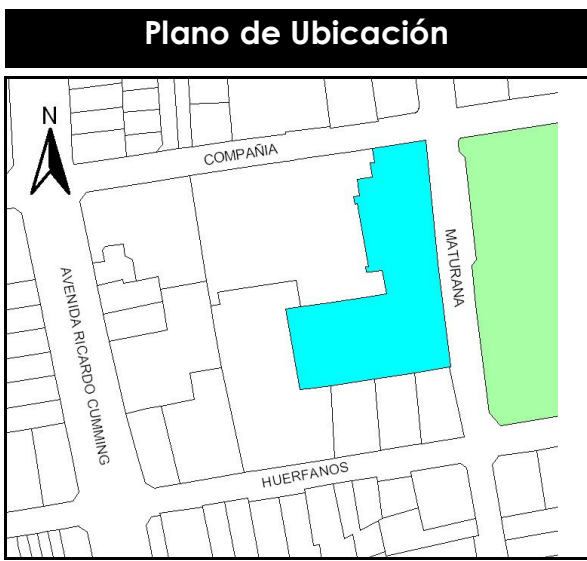 Plano de Ubicación
N
COMPAÑIA
MATURANA
AVENIDA RICARDO CUMMING
HUERFANOS